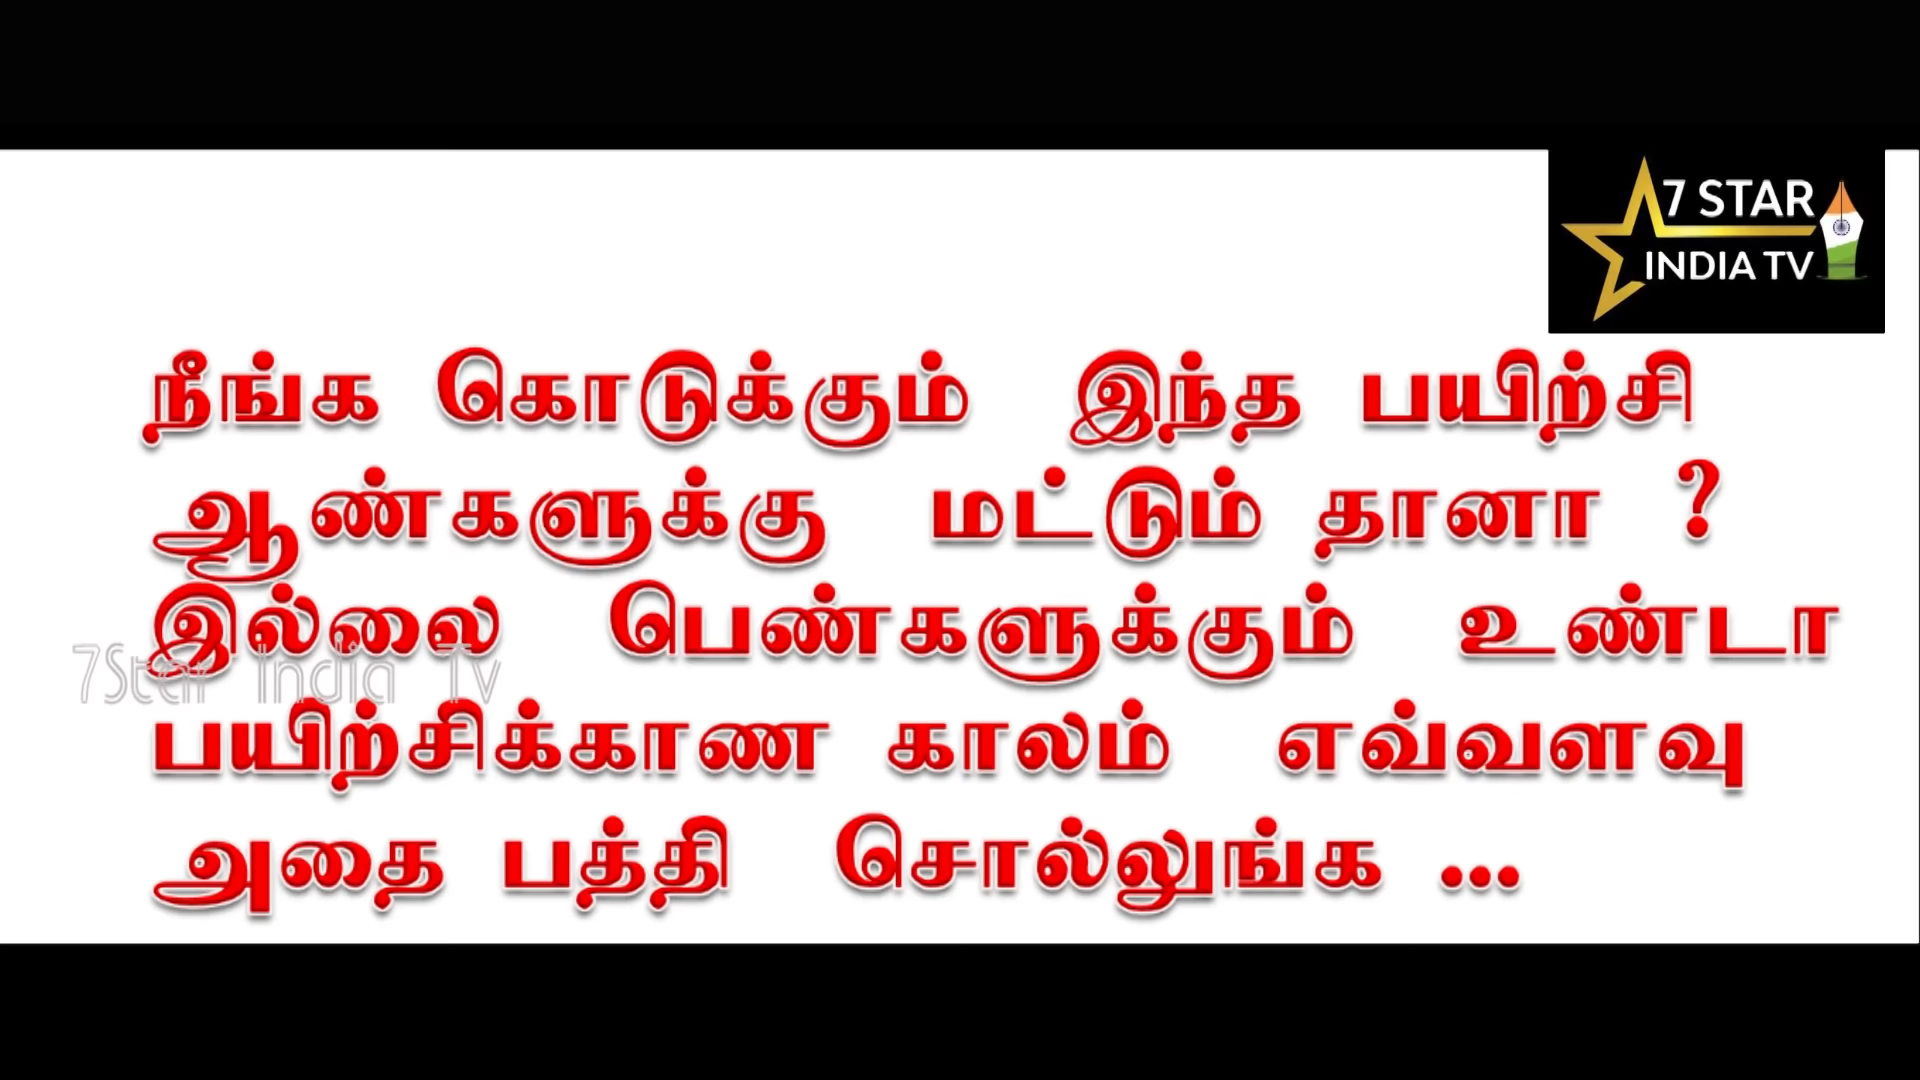 7 STAR
INDIA TV
நீங்க கொடுக்கும் இந்த பயிற்சி
ஆண்களுக்கு மட்டும் தானா ?
இல்லை பெண்களுக்கும் உண்டா
7Star India Tv
பயிற்சிக்காண காலம் எவ்வளவு
அதை பத்தி சொல்லுங்க ...